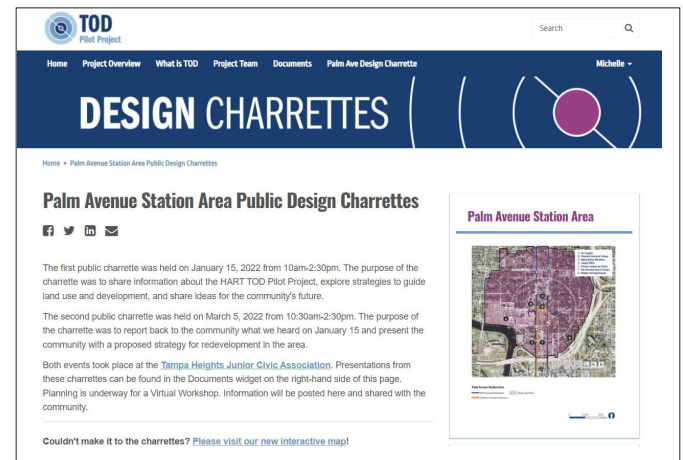 TOD
Pilot Project
Search
Home Project Overview What is TOD Project Team Documents Palm Ave Design Charrette Michelle
DESIGN CHARRETTES
Home • Palm Avenue Station Area Public Design Charrettes
Palm Avenue Station Area Public Design Charrettes
The first public charrette was held on January 15, 2022 from 10am-2:30pm. The purpose of the
charrette was to share information about the HART TOD Pilot Project, explore strategies to guide
land use and development, and share ideas for the community's future.
The second public charrette was held on March 5, 2022 from 10:30am-2:30pm. The purpose of
the charrette was to report back to the community what we heard on January 15 and present the
community with a proposed strategy for redevelopment in the area.
Both events took place at the Tampa Heights Junior Civic Association. Presentations from
these charrettes can be found in the Documents widget on the right-hand side of this page.
Planning is underway for a Virtual Workshop. Information will be posted here and shared with the
community.
Couldn't make it to the charrettes? Please visit our new interactive map!
Palm Avenue Station Area